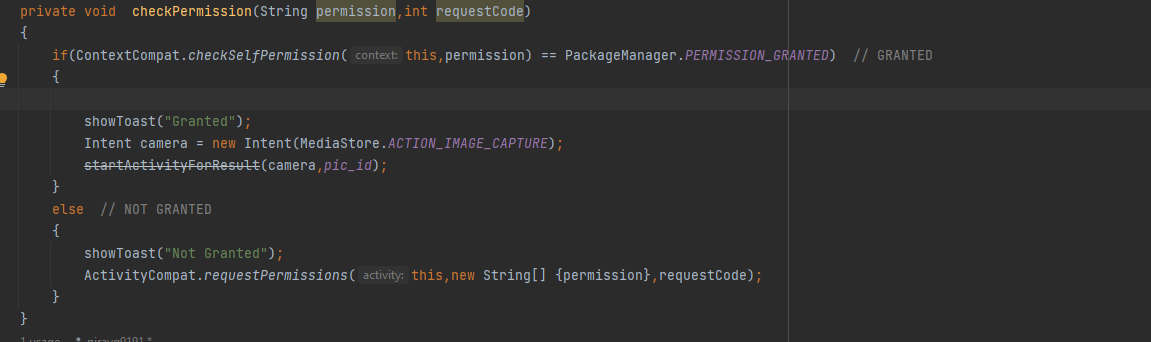 private void  checkPermission(String permission,int requestCode)
{
if(ContextCompat.checkSelfPermission( context: this,permission) == PackageManager.PERMISSION_GRANTED)  // GRANTED
{
showToast("Granted");
Intent camera = new Intent(MediaStore.ACTION_IMAGE_CAPTURE);
startActivityForResult(camera,pic_id);
}
else  // NOT GRANTED
{
showToast("Not Granted");
ActivityCompat.requestPermissions( activity: this,new String[] {permission},requestCode);
}
}
1 usage